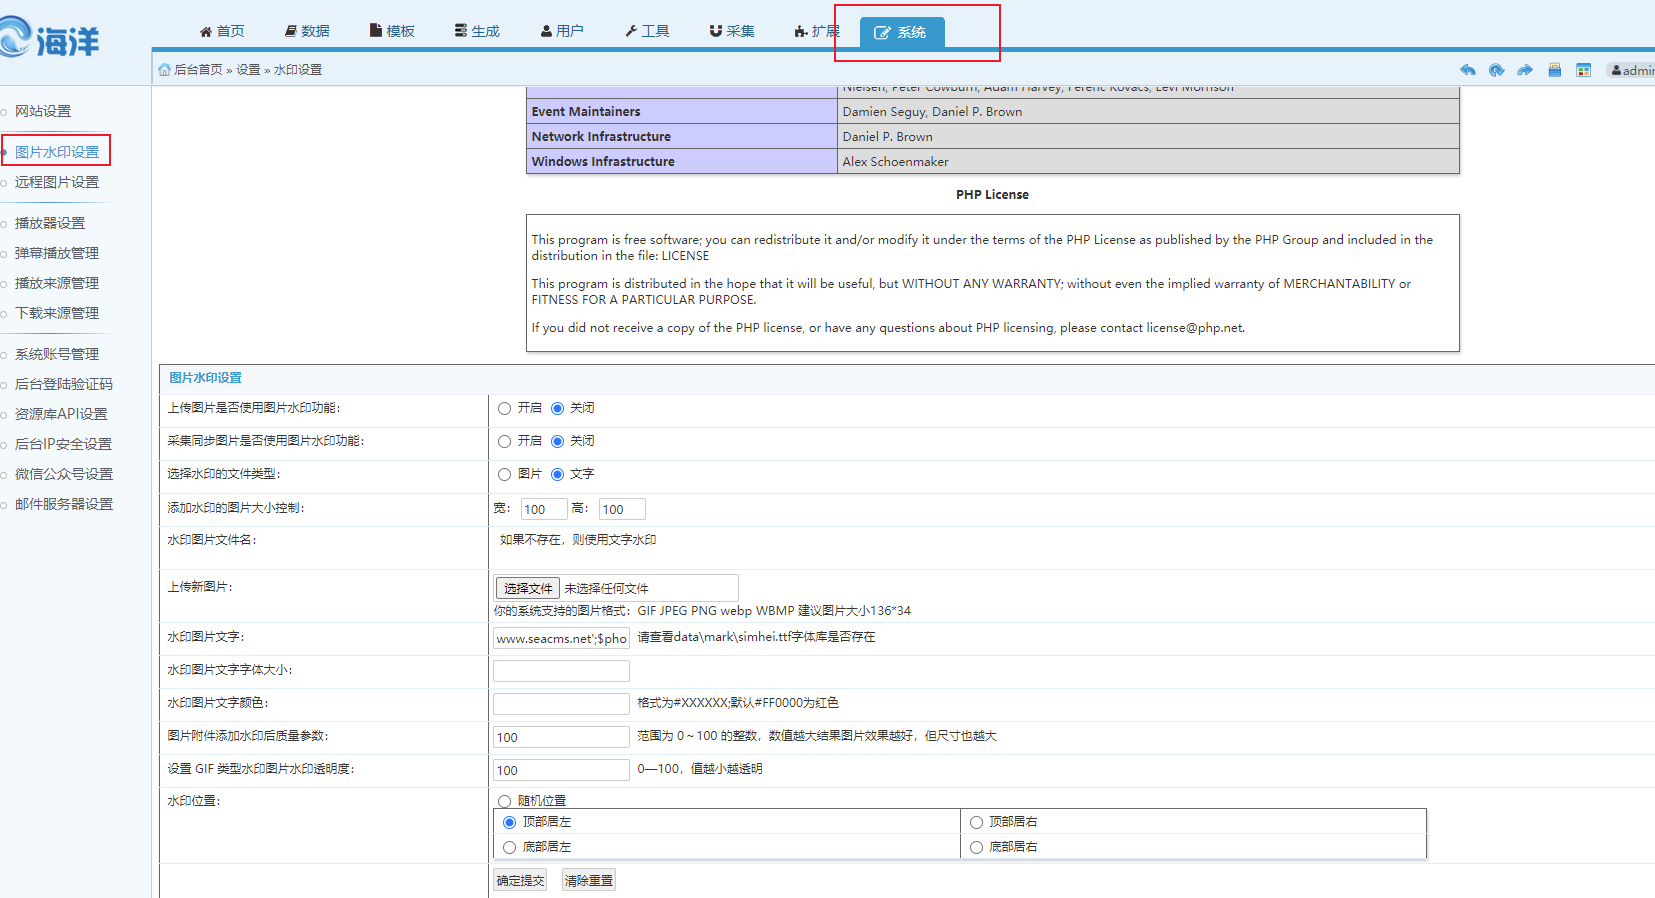 海洋
首页 数据 模板 生成 用户 工具 采集 扩展 系统
后台首页 » 设置 » 水印设置
admin
网站设置
图片水印设置
远程图片设置
播放器设置
弹幕播放管理
播放来源管理
下载来源管理
系统账号管理
后台登陆验证码
资源库API设置
后台IP安全设置
微信公众号设置
邮件服务器设置
Nielsen, Peter Cowburn, Adam Harvey, Ferenc Kovacs, Levi Morrison
Event Maintainers Damien Seguy, Daniel P. Brown
Network Infrastructure Daniel P. Brown
Windows Infrastructure Alex Schoenmaker
PHP License
This program is free software; you can redistribute it and/or modify it under the terms of the PHP License as published by the PHP Group and included in the
distribution in the file: LICENSE
This program is distributed in the hope that it will be useful, but WITHOUT ANY WARRANTY; without even the implied warranty of MERCHANTABILITY or
FITNESS FOR A PARTICULAR PURPOSE.
If you did not receive a copy of the PHP license, or have any questions about PHP licensing, please contact license@php.net.
图片水印设置
上传图片是否使用图片水印功能: 开启 关闭
采集同步图片是否使用图片水印功能: 开启 关闭
选择水印的文件类型: 图片 文字
添加水印的图片大小控制: 宽: 100 高: 100
水印图片文件名: 如果不存在，则使用文字水印
上传新图片: 选择文件 未选择任何文件
你的系统支持的图片格式：GIF JPEG PNG webp WBMP 建议图片大小136*34
水印图片文字: www.seacms.net';$pho 请查看data\mark\simhei.ttf字体库是否存在
水印图片文字字体大小:
水印图片文字颜色: 格式为#XXXXXX;默认#FF0000为红色
图片附件添加水印后质量参数: 100 范围为 0～100 的整数，数值越大结果图片效果越好，但尺寸也越大
设置 GIF 类型水印图片水印透明度: 100 0—100，值越小越透明
水印位置: 随机位置
顶部居左 顶部居右
底部居左 底部居右
确定提交 清除重置